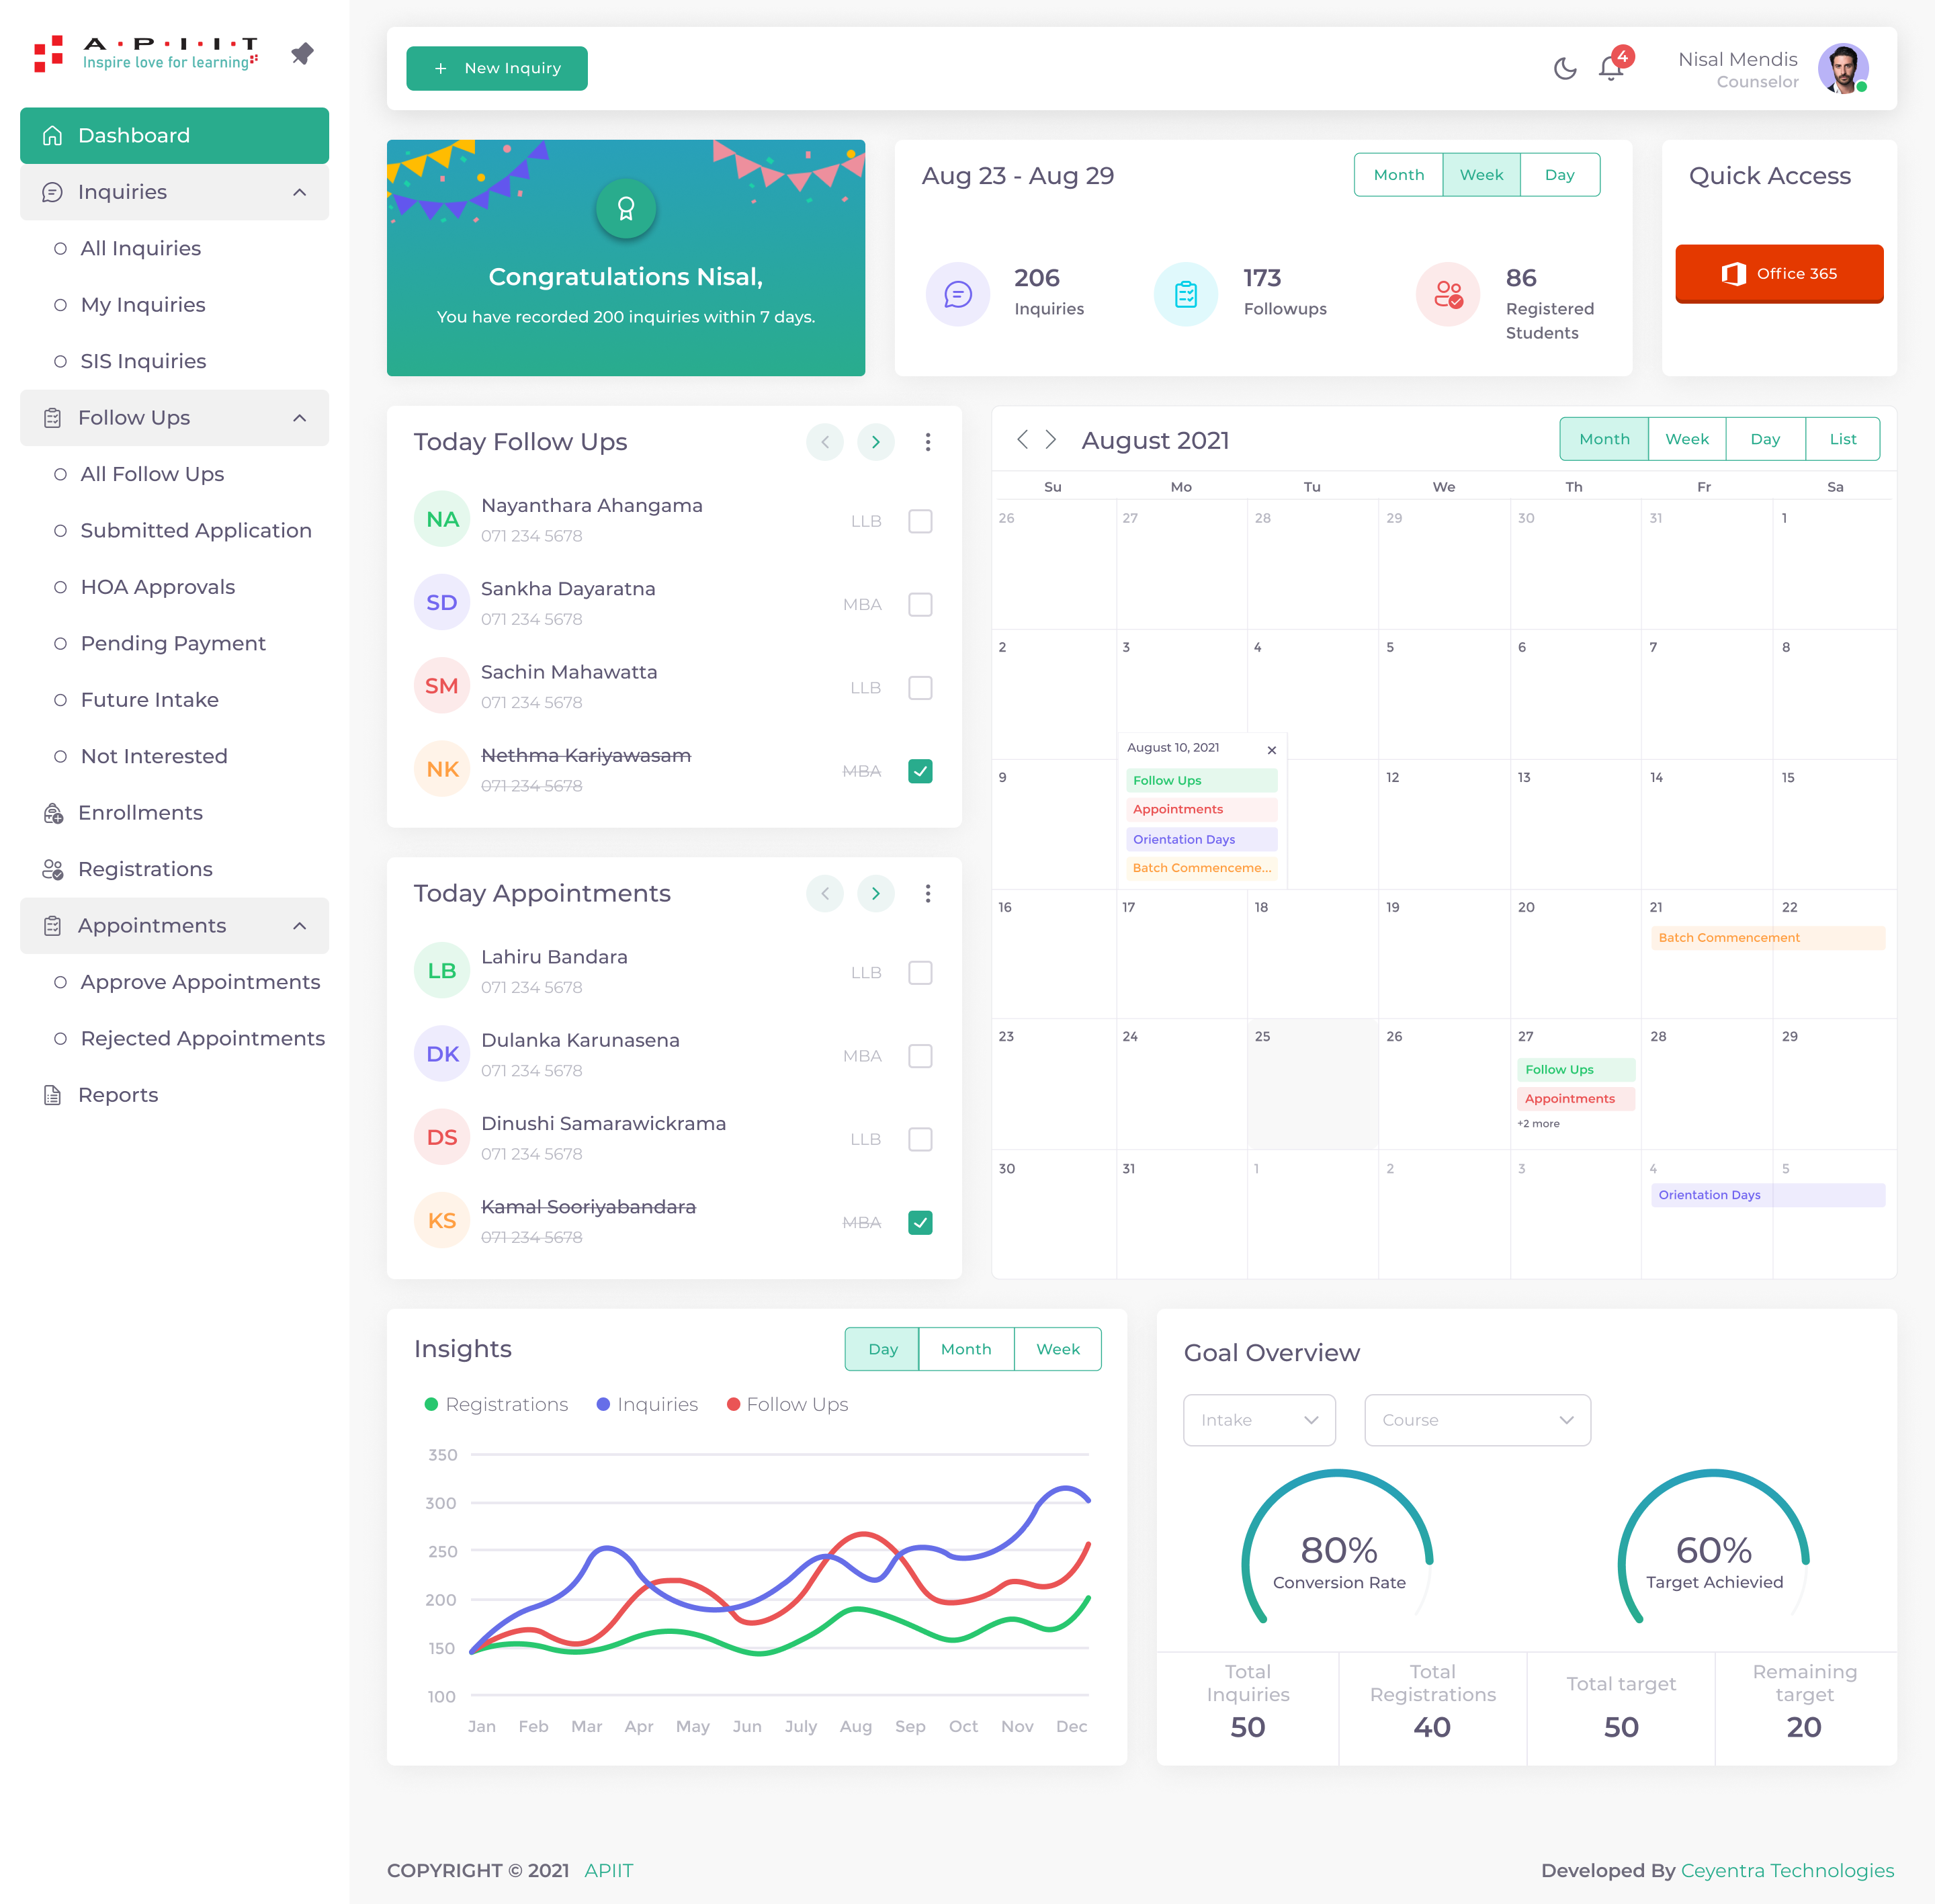 A·P·I·I·T
Inspire love for learning
Dashboard
Inquiries
All Inquiries
My Inquiries
SIS Inquiries
Follow Ups
All Follow Ups
Submitted Application
HOA Approvals
Pending Payment
Future Intake
Not Interested
Enrollments
Registrations
Appointments
Approve Appointments
Rejected Appointments
Reports
+ New Inquiry
4
Nisal Mendis
Counselor
Congratulations Nisal,
You have recorded 200 inquiries within 7 days.
Aug 23 - Aug 29
Month Week Day
206
Inquiries
173
Followups
86
Registered
Students
Quick Access
Office 365
Today Follow Ups
NA
Nayanthara Ahangama
071 234 5678
LLB
SD
Sankha Dayaratna
071 234 5678
MBA
SM
Sachin Mahawatta
071 234 5678
LLB
NK
Nethma Kariyawasam
071 234 5678
MBA
Today Appointments
LB
Lahiru Bandara
071 234 5678
LLB
DK
Dulanka Karunasena
071 234 5678
MBA
DS
Dinushi Samarawickrama
071 234 5678
LLB
KS
Kamal Sooriyabandara
071 234 5678
MBA
August 2021
Month Week Day List
Su Mo Tu We Th Fr Sa
26 27 28 29 30 31 1
2 3 4 5 6 7 8
August 10, 2021
Follow Ups
Appointments
Orientation Days
Batch Commenceme...
9 12 13 14 15
16 17 18 19 20 21 22
Batch Commencement
23 24 25 26 27 28 29
Follow Ups
Appointments
+2 more
30 31 1 2 3 4 5
Orientation Days
Insights
Day Month Week
Registrations Inquiries Follow Ups
350
300
250
200
150
100
Jan Feb Mar Apr May Jun July Aug Sep Oct Nov Dec
Goal Overview
Intake
Course
80%
Conversion Rate
60%
Target Achievied
Total
Inquiries
50
Total
Registrations
40
Total target
50
Remaining
target
20
COPYRIGHT © 2021 APIIT
Developed By Ceyentra Technologies